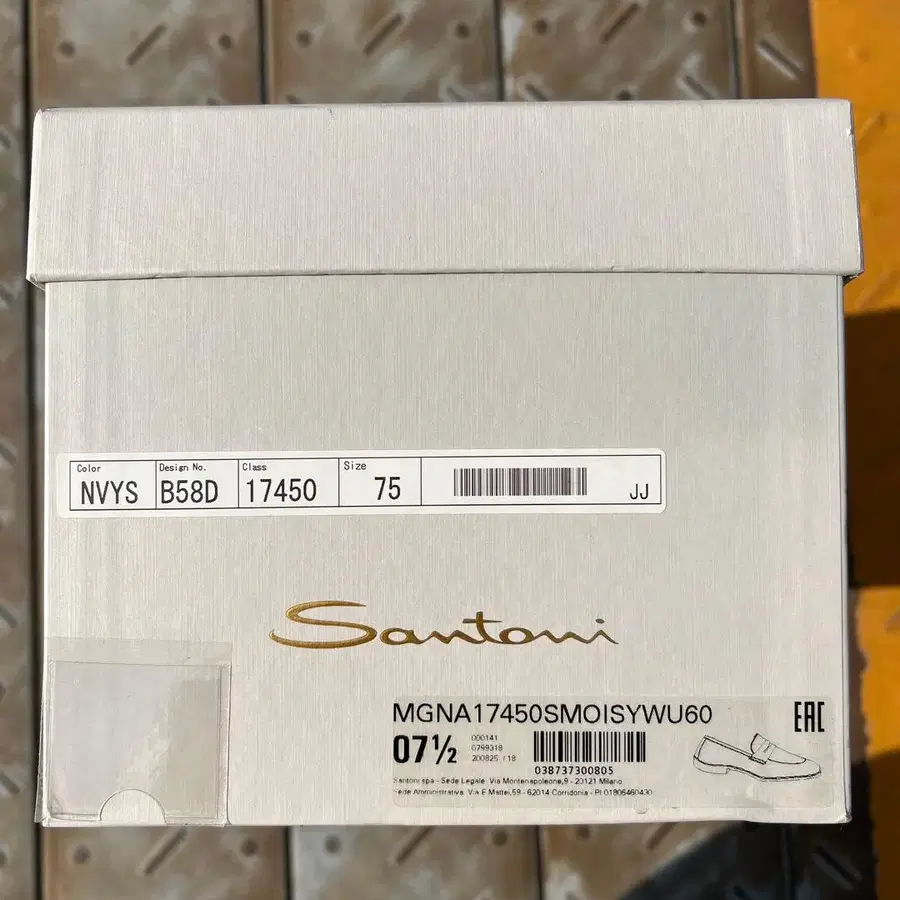 Color Design No. Class Size
NVYS B58D 17450 75 JJ
Santoni
MGNA17450SMOISYWU60 EAC
07½
000141
0799318
200825 / 18
038737300805
Santoni spa - Sede Legale: Via Montenapoleone,9 - 20121 Milano
Sede Amministrativa: Via E.Mattei,59 - 62014 Corridonia - PI 01806460430